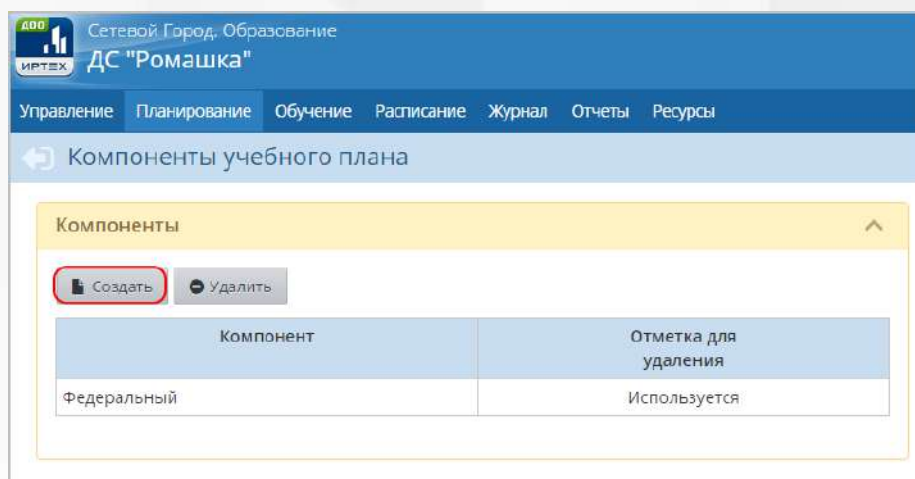 ДОО
ИРТЕХ
Сетевой Город. Образование
ДС "Ромашка"
Управление Планирование Обучение Расписание Журнал Отчеты Ресурсы
Компоненты учебного плана
Компоненты
Создать Удалить
Компонент Отметка для
удаления
Федеральный Используется